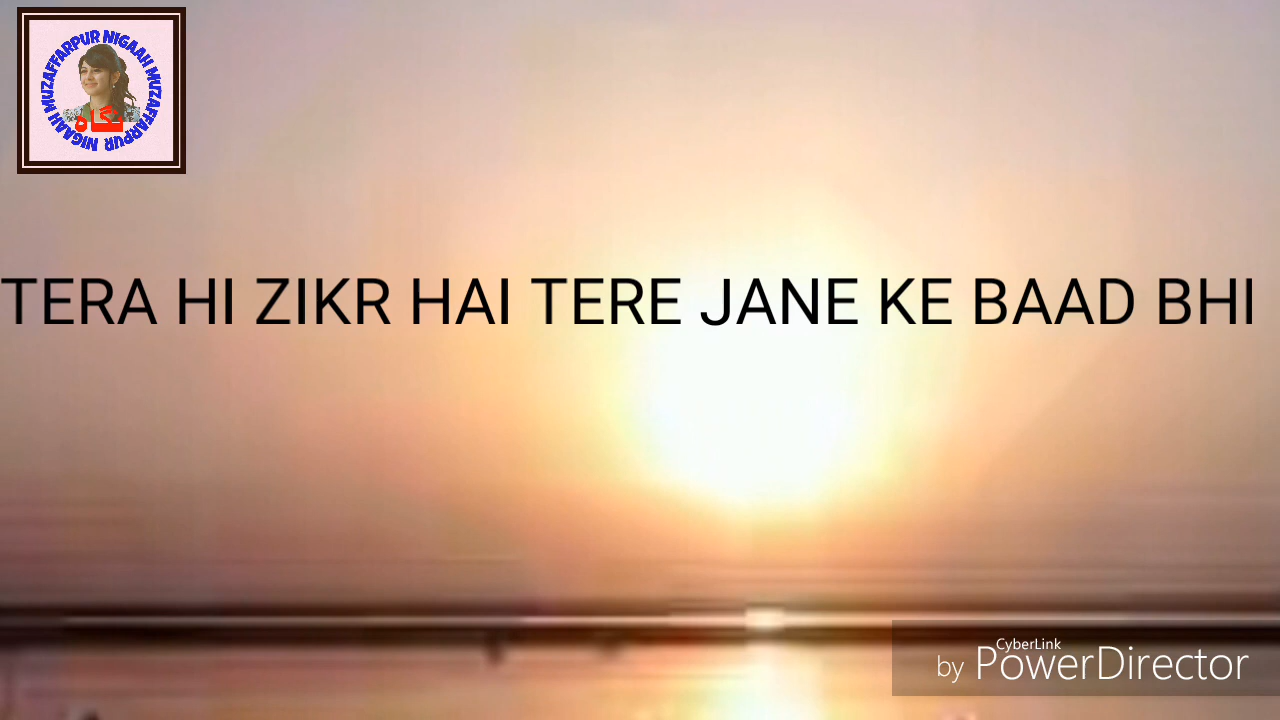 NIGAAH MUZAFFARPUR NIGAAH MUZAFFARPUR
نگاہ
TERA HI ZIKR HAI TERE JANE KE BAAD BHI
by CyberLink PowerDirector